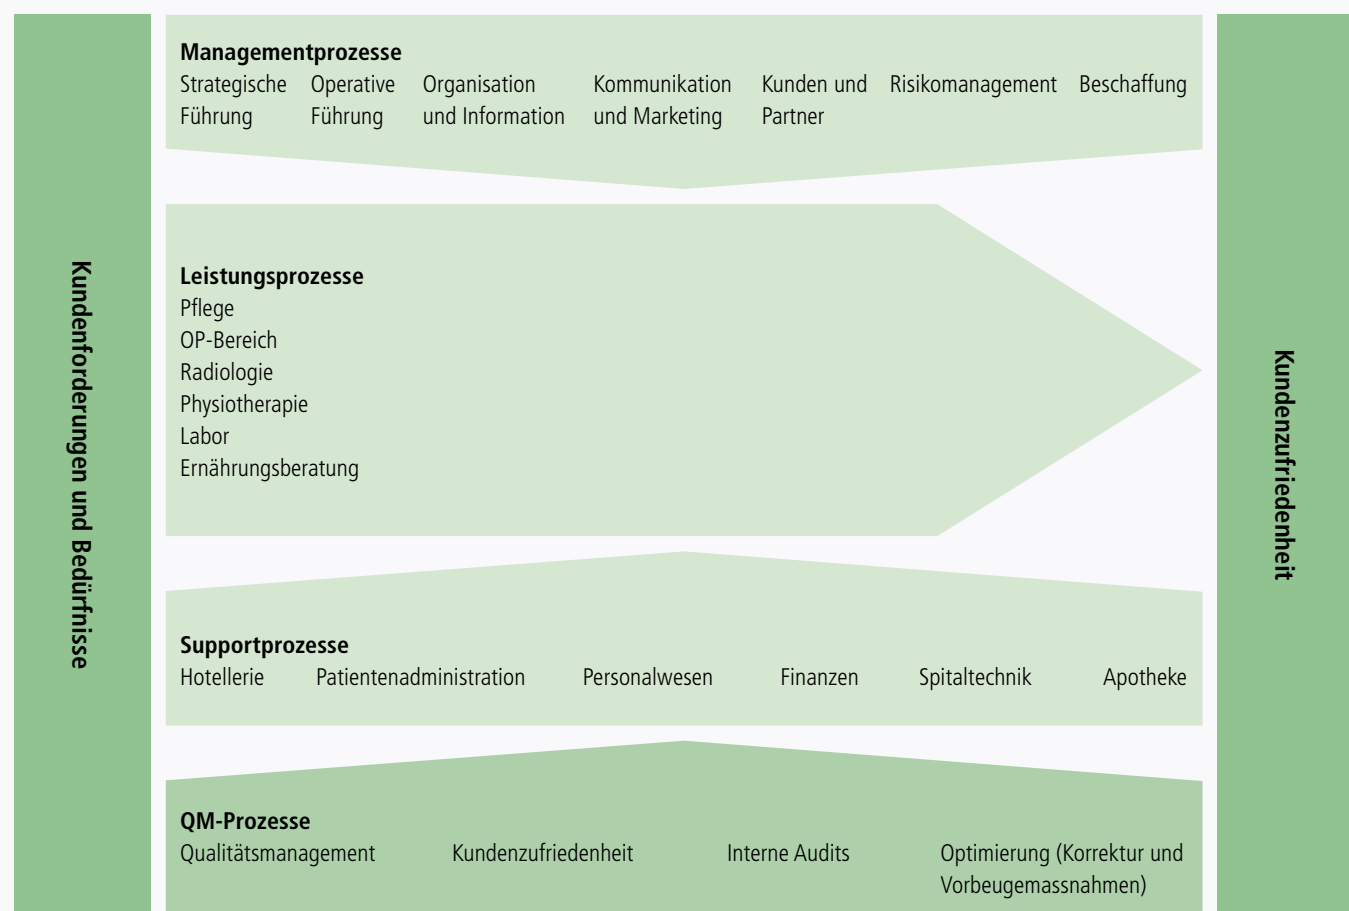 Kundenforderungen und Bedürfnisse
Managementprozesse
Strategische Führung
Operative Führung
Organisation und Information
Kommunikation und Marketing
Kunden und Partner
Risikomanagement
Beschaffung
Leistungsprozesse
Pflege
OP-Bereich
Radiologie
Physiotherapie
Labor
Ernährungsberatung
Supportprozesse
Hotellerie Patientenadministration Personalwesen Finanzen Spitaltechnik Apotheke
QM-Prozesse
Qualitätsmanagement
Kundenzufriedenheit
Interne Audits
Optimierung (Korrektur und
Vorbeugemassnahmen)
Kundenzufriedenheit